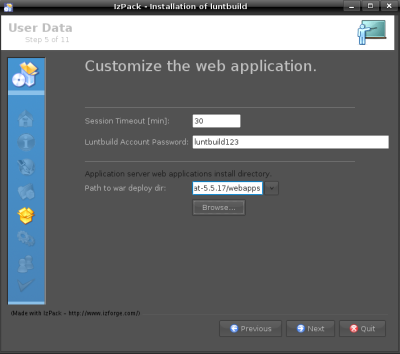 IzPack - Installation of luntbuild
User Data
Step 5 of 11
Customize the web application.
Session Timeout [min]: 30
Luntbuild Account Password: luntbuild123
Application server web applications install directory.
Path to war deploy dir: at-5.5.17/webapps
Browse...
(Made with IzPack - http://www.izforge.com/)
Previous Next Quit